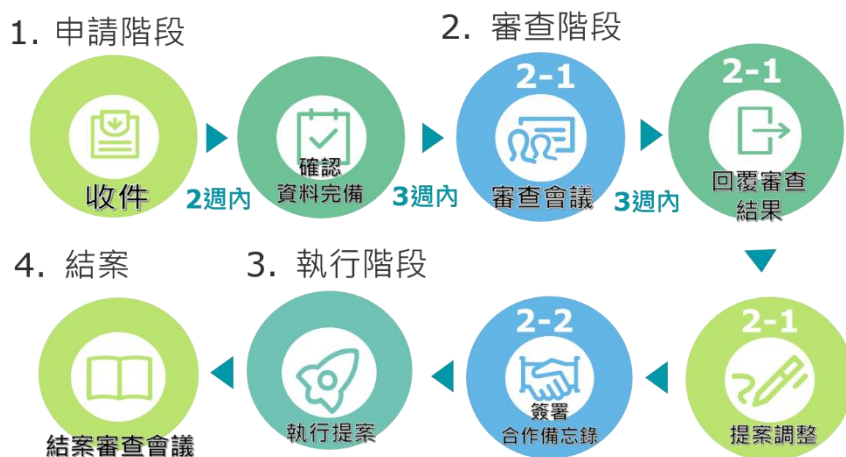 1. 申請階段
2. 審查階段
收件
2週內
確認
資料完備
3週內
2-1
審查會議
3週內
2-1
回覆審查
結果
4. 結案
3. 執行階段
結案審查會議
執行提案
2-2
簽署
合作備忘錄
2-1
提案調整